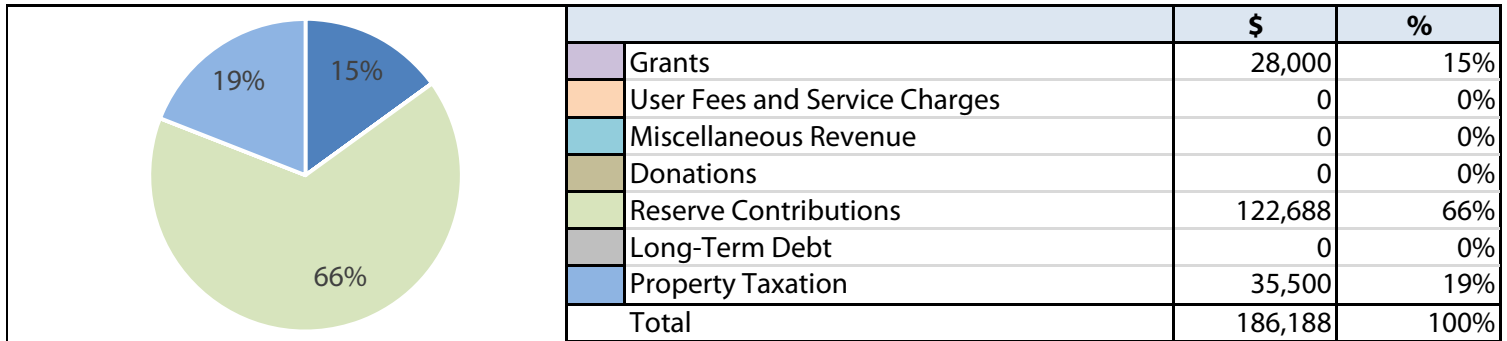 15%
19%
66%
$ %
Grants 28,000 15%
User Fees and Service Charges 0 0%
Miscellaneous Revenue 0 0%
Donations 0 0%
Reserve Contributions 122,688 66%
Long-Term Debt 0 0%
Property Taxation 35,500 19%
Total 186,188 100%